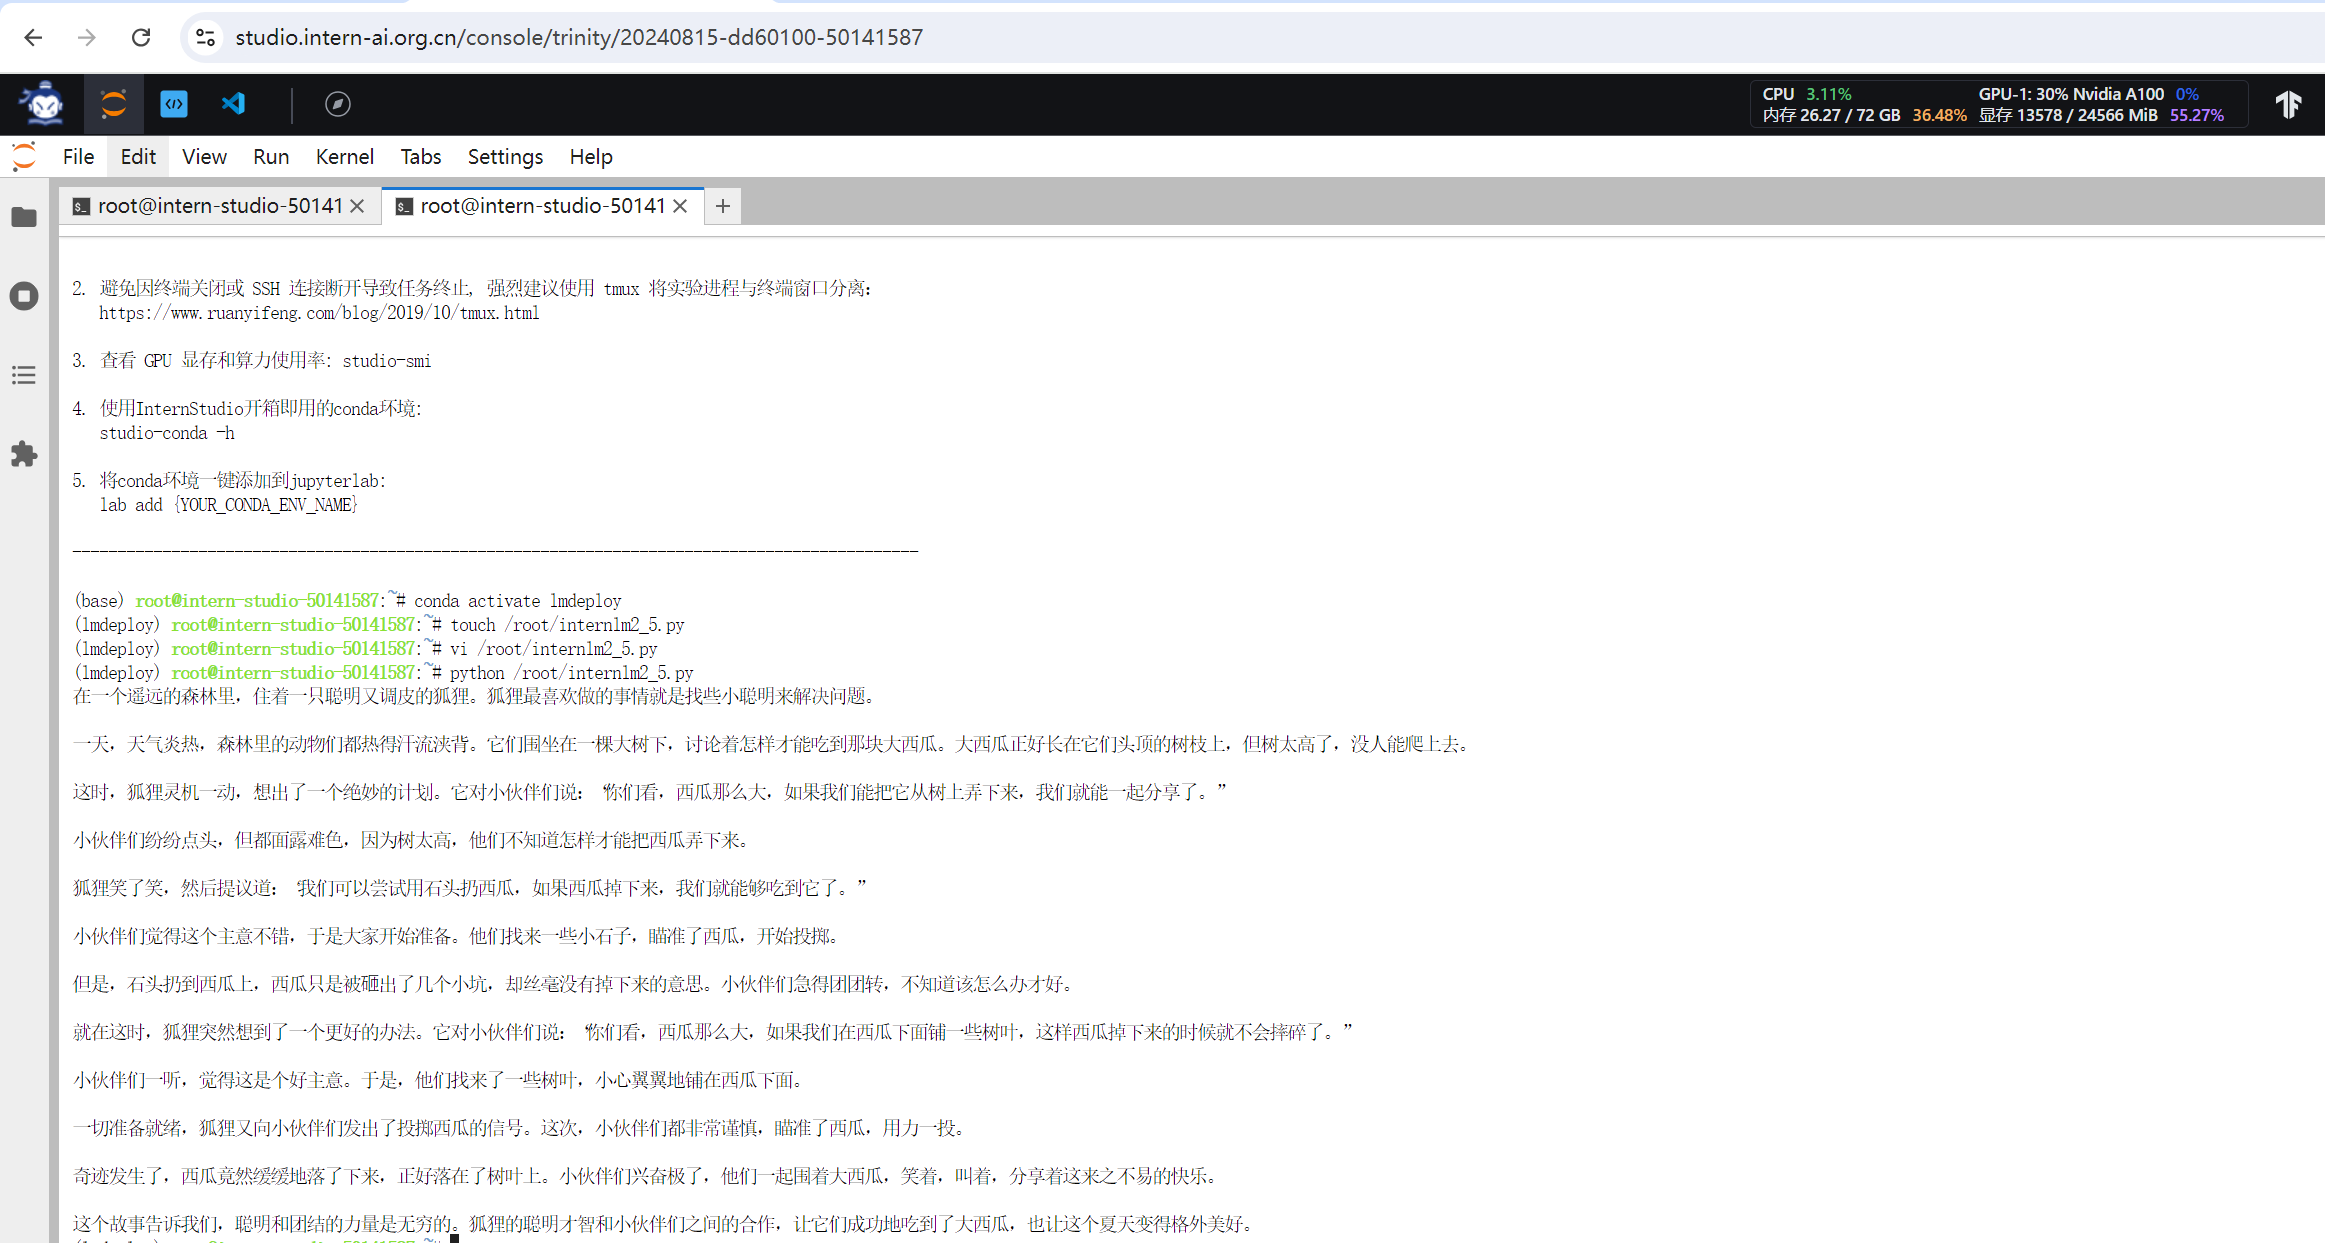 studio.intern-ai.org.cn/console/trinity/20240815-dd60100-50141587
CPU 3.11% GPU-1: 30% Nvidia A100 0%
内存 26.27 / 72 GB 36.48% 显存 13578 / 24566 MiB 55.27%
File Edit View Run Kernel Tabs Settings Help
root@intern-studio-50141 root@intern-studio-50141
2. 避免因终端关闭或 SSH 连接断开导致任务终止, 强烈建议使用 tmux 将实验进程与终端窗口分离:
https://www.ruanyifeng.com/blog/2019/10/tmux.html
3. 查看 GPU 显存和算力使用率: studio-smi
4. 使用InternStudio开箱即用的conda环境:
studio-conda -h
5. 将conda环境一键添加到jupyterlab:
lab add {YOUR_CONDA_ENV_NAME}
----------------------------------------------------------------------------------------------
(base) root@intern-studio-50141587:~# conda activate lmdeploy
(lmdeploy) root@intern-studio-50141587:~# touch /root/internlm2_5.py
(lmdeploy) root@intern-studio-50141587:~# vi /root/internlm2_5.py
(lmdeploy) root@intern-studio-50141587:~# python /root/internlm2_5.py
在一个遥远的森林里，住着一只聪明又调皮的狐狸。狐狸最喜欢做的事情就是找些小聪明来解决问题。
一天，天气炎热，森林里的动物们都热得汗流浃背。它们围坐在一棵大树下，讨论着怎样才能吃到那块大西瓜。大西瓜正好长在它们头顶的树枝上，但树太高了，没人能爬上去。
这时，狐狸灵机一动，想出了一个绝妙的计划。它对小伙伴们说：“你们看，西瓜那么大，如果我们能把它从树上弄下来，我们就能一起分享了。”
小伙伴们纷纷点头，但都面露难色，因为树太高，他们不知道怎样才能把西瓜弄下来。
狐狸笑了笑，然后提议道：“我们可以尝试用石头扔西瓜，如果西瓜掉下来，我们就能够吃到它了。”
小伙伴们觉得这个主意不错，于是大家开始准备。他们找来一些小石子，瞄准了西瓜，开始投掷。
但是，石头扔到西瓜上，西瓜只是被砸出了几个小坑，却丝毫没有掉下来的意思。小伙伴们急得团团转，不知道该怎么办才好。
就在这时，狐狸突然想到了一个更好的办法。它对小伙伴们说：“你们看，西瓜那么大，如果我们在西瓜下面铺一些树叶，这样西瓜掉下来的时候就不会摔碎了。”
小伙伴们一听，觉得这是个好主意。于是，他们找来了一些树叶，小心翼翼地铺在西瓜下面。
一切准备就绪，狐狸又向小伙伴们发出了投掷西瓜的信号。这次，小伙伴们都非常谨慎，瞄准了西瓜，用力一投。
奇迹发生了，西瓜竟然缓缓地落了下来，正好落在了树叶上。小伙伴们兴奋极了，他们一起围着大西瓜，笑着，叫着，分享着这来之不易的快乐。
这个故事告诉我们，聪明和团结的力量是无穷的。狐狸的聪明才智和小伙伴们之间的合作，让它们成功地吃到了大西瓜，也让这个夏天变得格外美好。